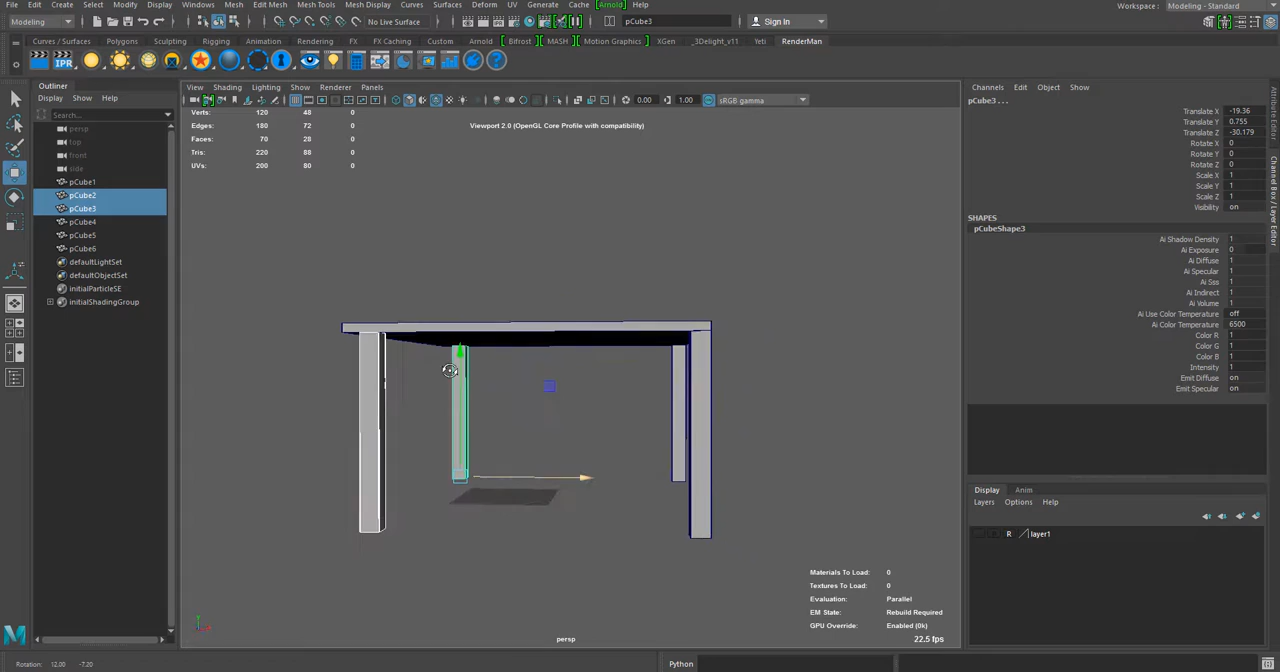 File Edit Create Select Modify Display Windows Mesh Edit Mesh Mesh Tools Mesh Display Curves Surfaces Deform UV Generate Cache Arnold Help Workspace : Modeling - Standard
Modeling No Live Surface pCube3 Sign In
Curves / Surfaces Polygons Sculpting Rigging Animation Rendering FX FX Caching Custom Arnold Bifrost MASH Motion Graphics XGen _3Delight_v11 Yeti RenderMan
IPR
Outliner
Display Show Help
Search...
persp
top
front
side
pCube1
pCube2
pCube3
pCube4
pCube5
pCube6
defaultLightSet
defaultObjectSet
initialParticleSE
initialShadingGroup
View Shading Lighting Show Renderer Panels
0.00 1.00 sRGB gamma
Verts: 120 48 0
Edges: 180 72 0
Faces: 70 28 0
Tris: 220 88 0
UVs: 200 80 0
Viewport 2.0 (OpenGL Core Profile with compatibility)
Materials To Load: 0
Textures To Load: 0
Evaluation: Parallel
EM State: Rebuild Required
GPU Override: Enabled (0k)
22.5 fps
persp
Channels Edit Object Show
pCube3 . . .
Translate X -19.36
Translate Y 0.755
Translate Z -30.179
Rotate X 0
Rotate Y 0
Rotate Z 0
Scale X 1
Scale Y 1
Scale Z 1
Visibility on
SHAPES
pCubeShape3
Ai Shadow Density 1
Ai Exposure 0
Ai Diffuse 1
Ai Specular 1
Ai Sss 1
Ai Indirect 1
Ai Volume 1
Ai Use Color Temperature off
Ai Color Temperature 6500
Color R 1
Color G 1
Color B 1
Intensity 1
Emit Diffuse on
Emit Specular on
Display Anim
Layers Options Help
R layer1
Attribute Editor
Channel Box / Layer Editor
Rotation: 12.00 -7.20
Python